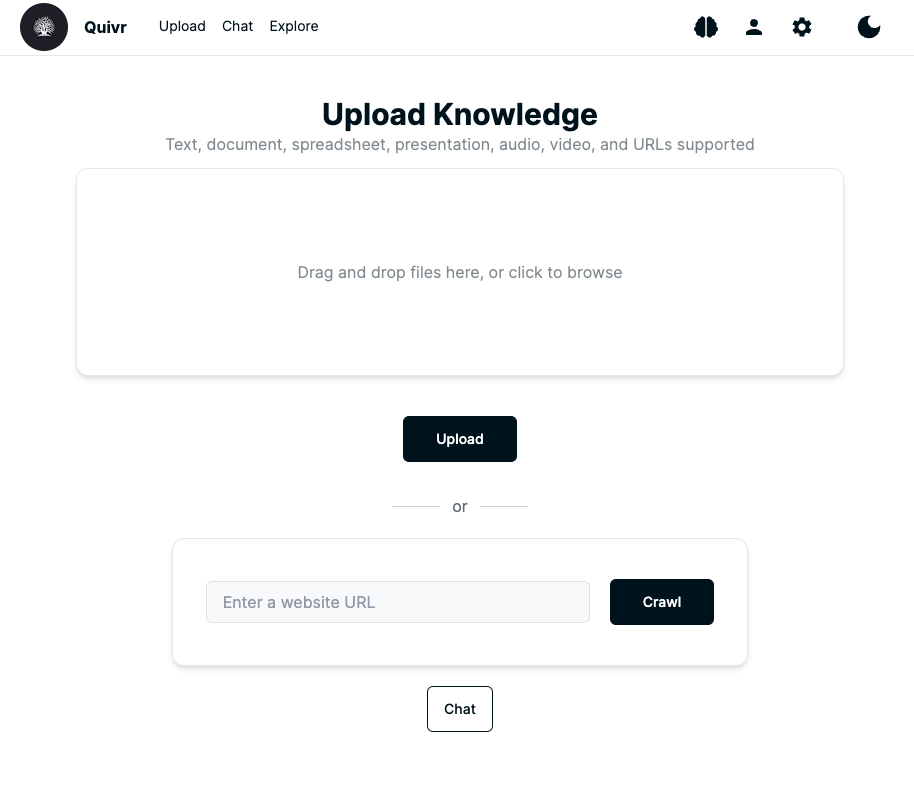 Quivr
Upload Chat Explore
Upload Knowledge
Text, document, spreadsheet, presentation, audio, video, and URLs supported
Drag and drop files here, or click to browse
Upload
or
Enter a website URL
Crawl
Chat